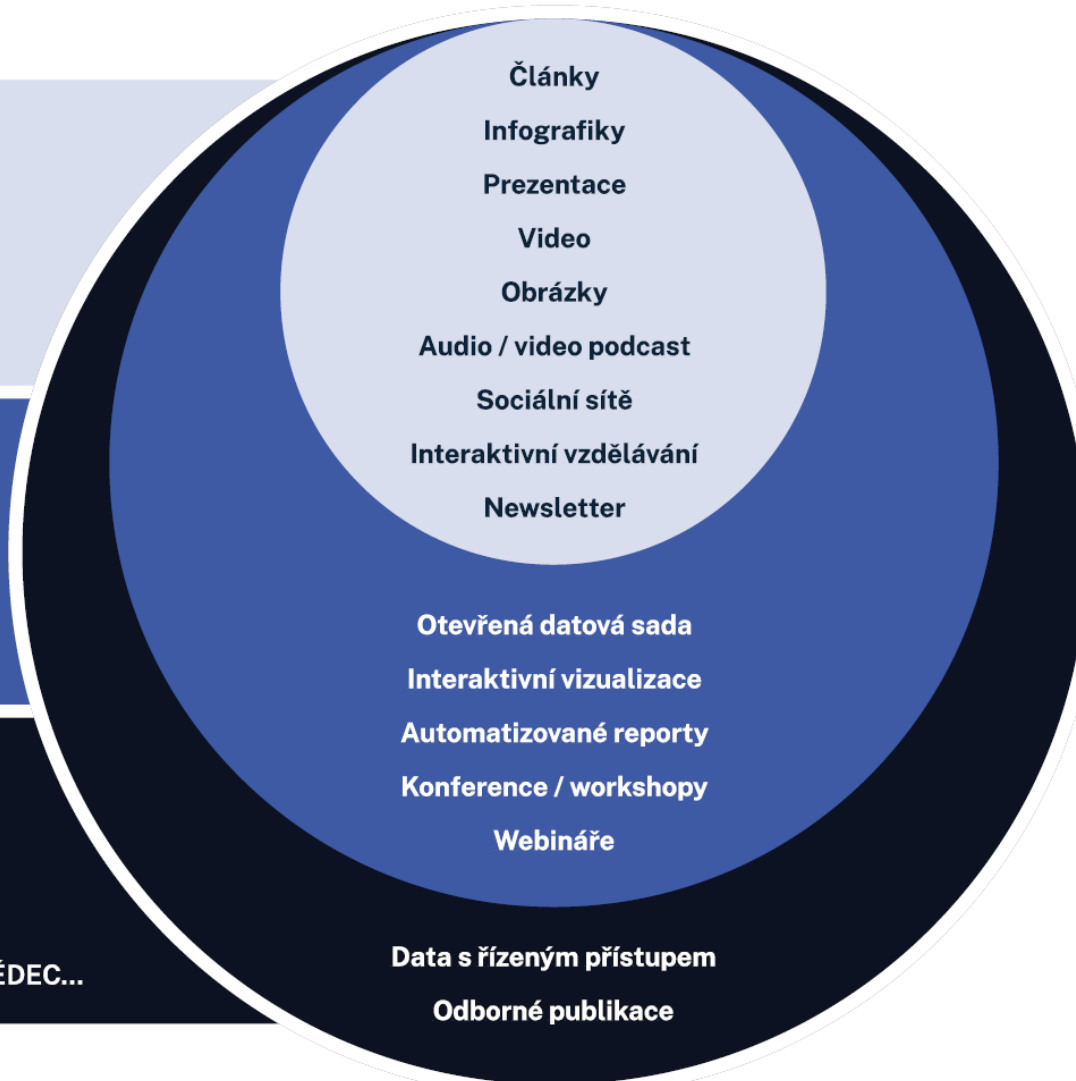 Články
Infografiky
Prezentace
Video
Obrázky
Audio / video podcast
Sociální sítě
Interaktivní vzdělávání
Newsletter
Otevřená datová sada
Interaktivní vizualizace
Automatizované reporty
Konference / workshopy
Webináře
Data s řízeným přístupem
ĚDEC...
Odborné publikace